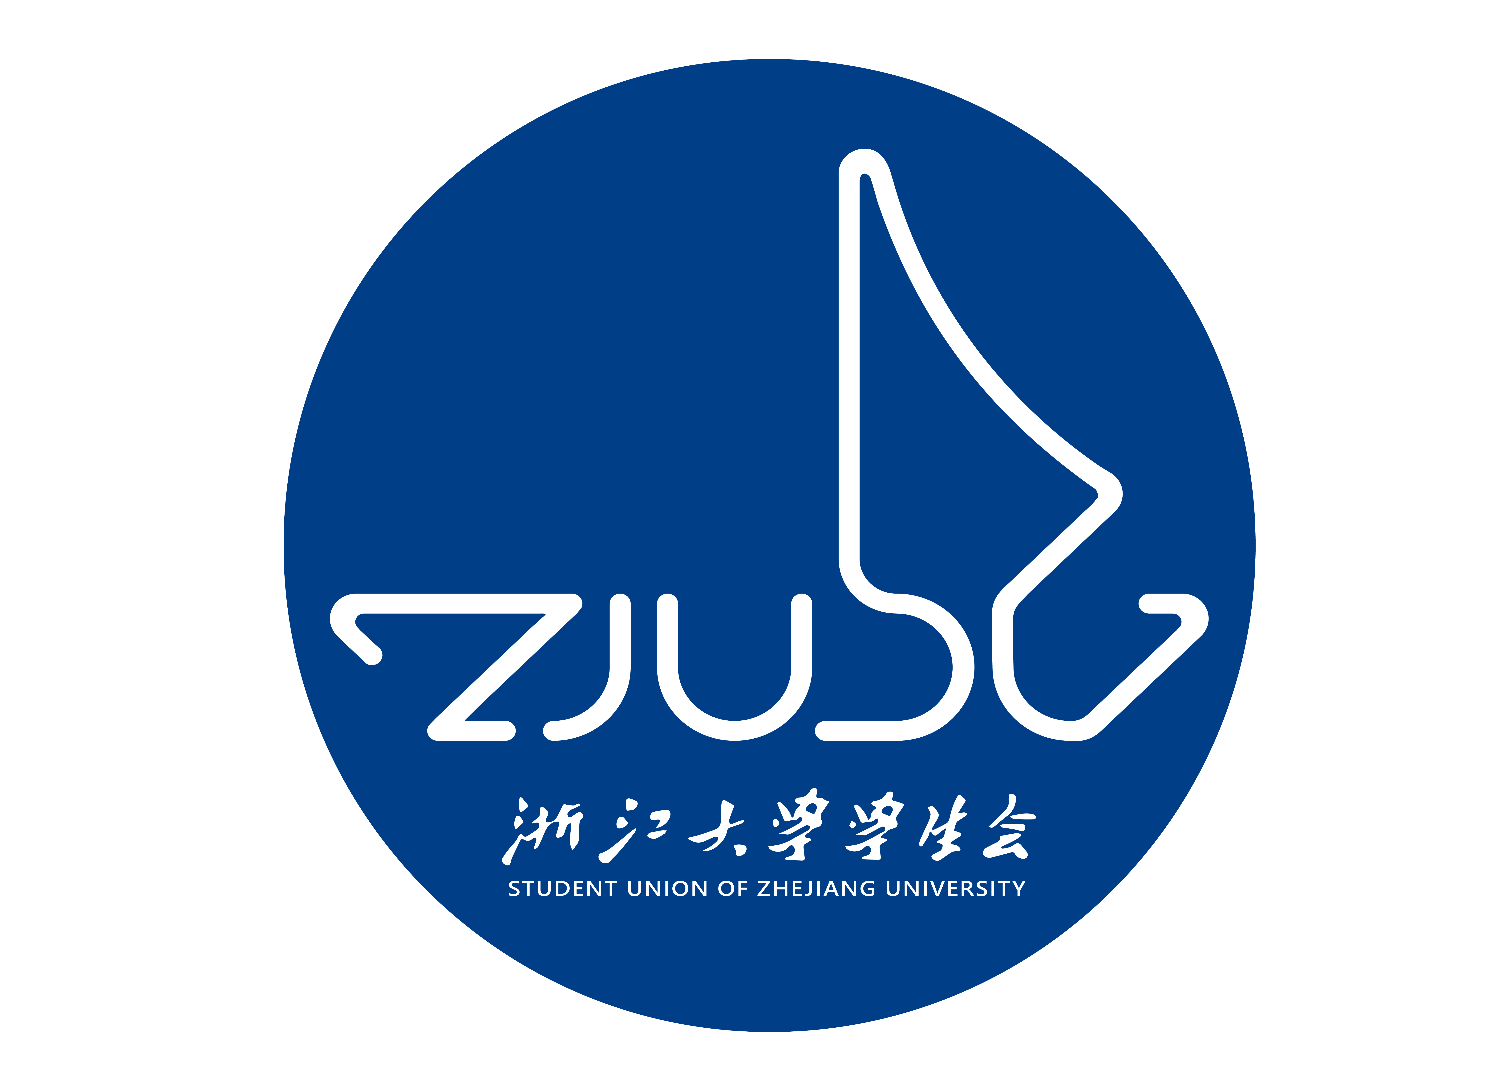 ZJUSU
浙江大学学生会
STUDENT UNION OF ZHEJIANG UNIVERSITY